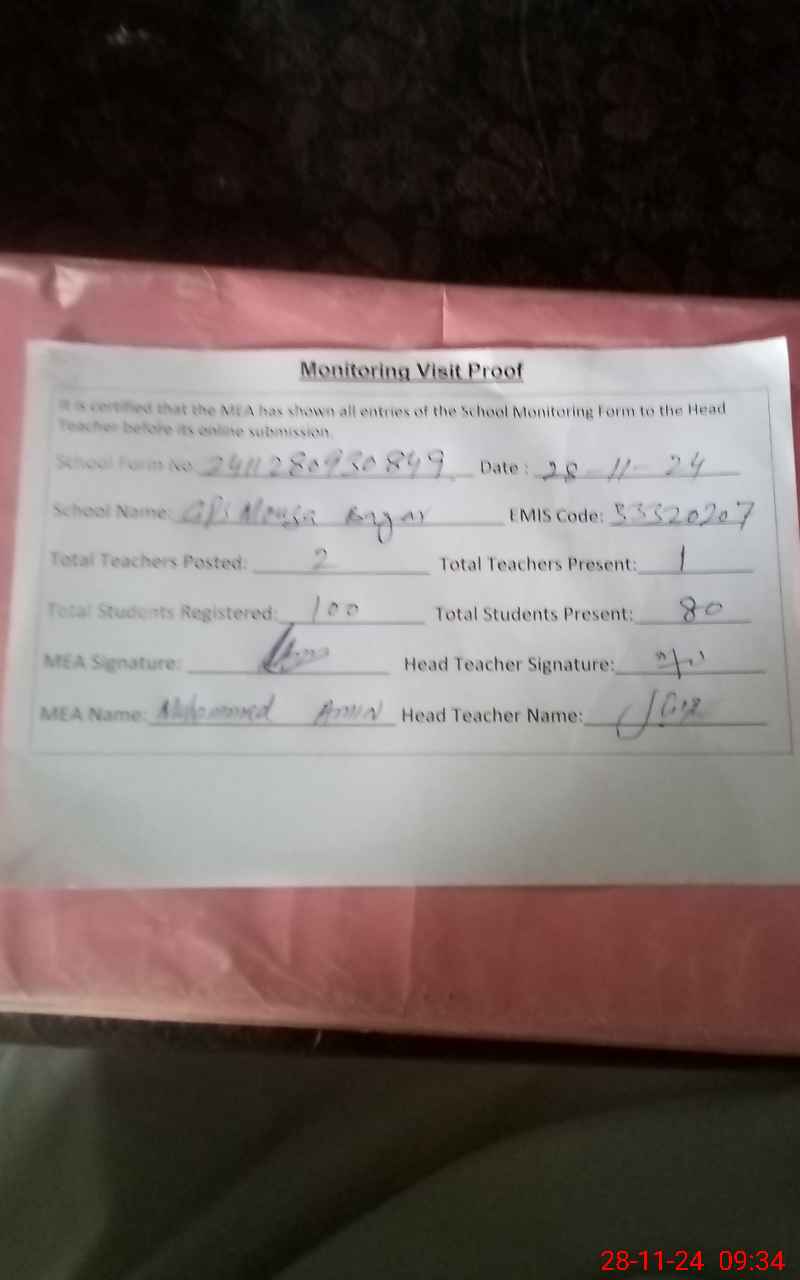 Monitoring Visit Proof
It is certified that the MEA has shown all entries of the School Monitoring Form to the Head
Teacher before its online submission.
School Form No: 2411280930849 Date : 28-11-24
School Name: GPS Mousa EMIS Code: 33320207
Total Teachers Posted: 2 Total Teachers Present: 1
Total Students Registered: 100 Total Students Present: 80
MEA Signature: Head Teacher Signature:
MEA Name: Mohammed AMIN Head Teacher Name:
28-11-24 09:34